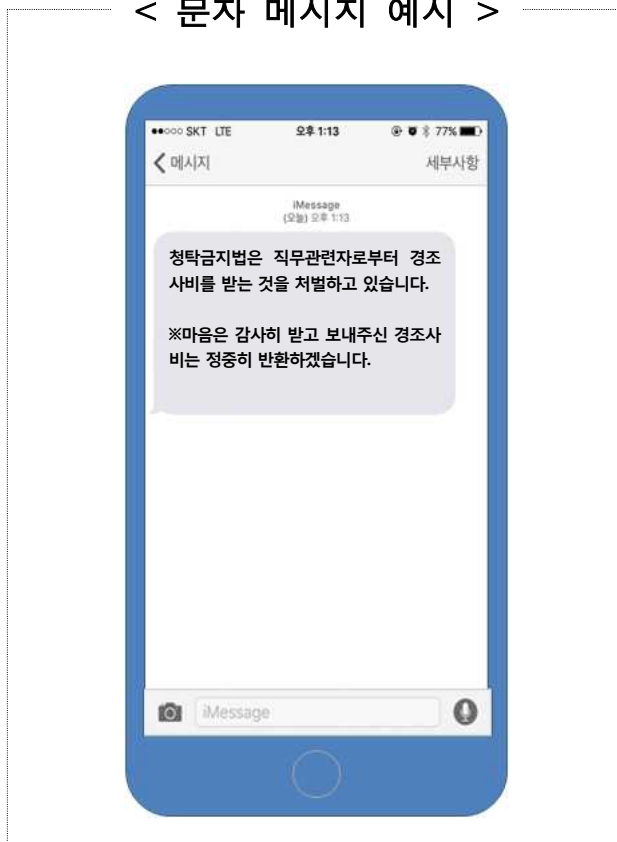 < 문자 메시지 예시 >
●●○○○ SKT LTE 오후 1:13 77%
메시지 세부사항
iMessage
(오늘) 오후 1:13
청탁금지법은 직무관련자로부터 경조
사비를 받는 것을 처벌하고 있습니다.
※마음은 감사히 받고 보내주신 경조사
비는 정중히 반환하겠습니다.
iMessage